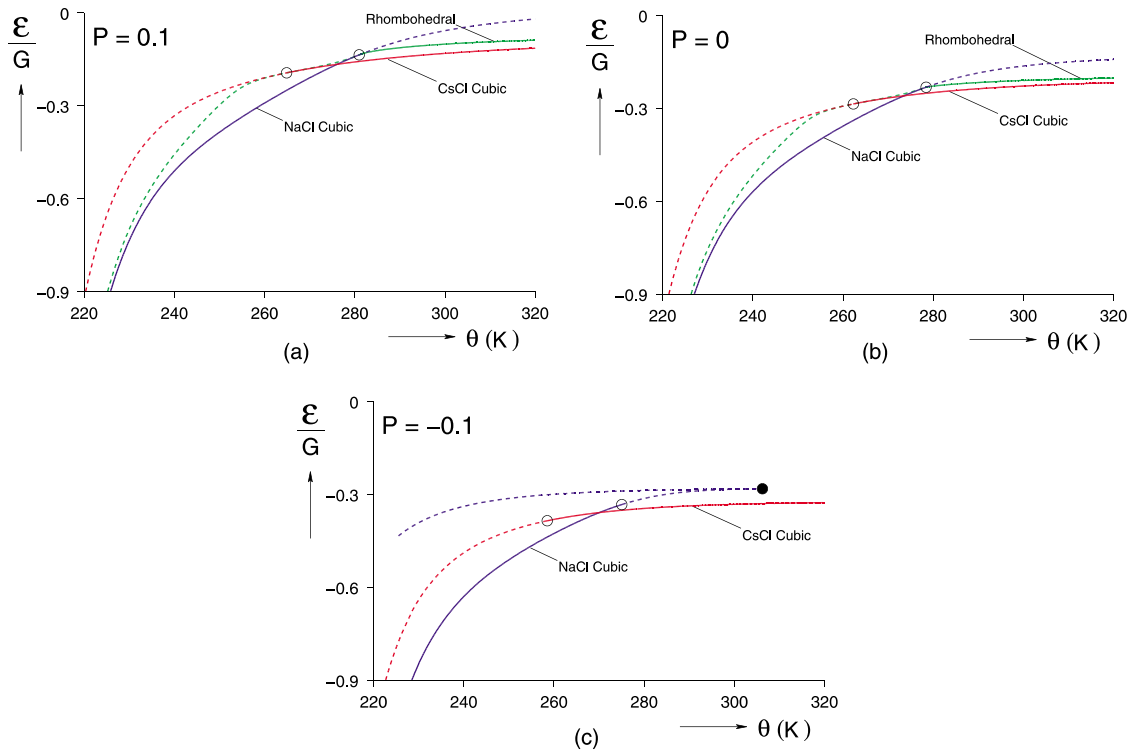 0
ε
G
P = 0.1
Rhombohedral
CsCl Cubic
−0.3
NaCl Cubic
−0.6
−0.9
220 240 260 280 300 320
θ (K )
(a)
0
ε
G
P = 0
Rhombohedral
−0.3
CsCl Cubic
NaCl Cubic
−0.6
−0.9
220 240 260 280 300 320
θ (K )
(b)
0
ε
G
P = −0.1
−0.3
CsCl Cubic
NaCl Cubic
−0.6
−0.9
220 240 260 280 300 320
θ (K )
(c)